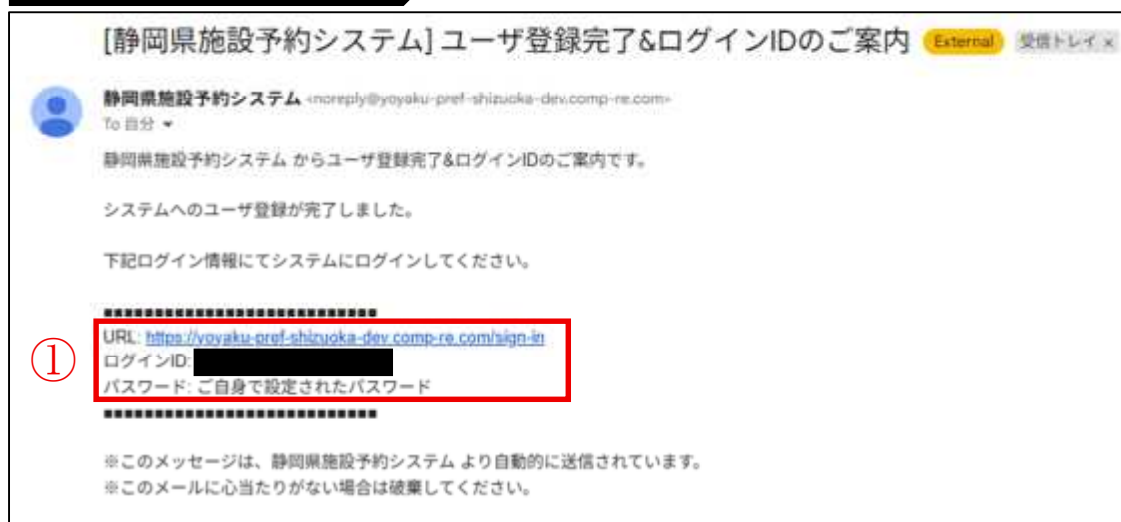 [静岡県施設予約システム] ユーザ登録完了&ログインIDのご案内 External 受信トレイ ×
静岡県施設予約システム <noreply@yoyaku-pref-shizuoka-dev.comp-re.com>
To 自分 ▼
静岡県施設予約システム からユーザ登録完了&ログインIDのご案内です。
システムへのユーザ登録が完了しました。
下記ログイン情報にてシステムにログインしてください。
■■■■■■■■■■■■■■■■■■■■■■■■■■■
① URL: https://yoyaku-pref-shizuoka-dev.comp-re.com/sign-in
ログインID:
パスワード: ご自身で設定されたパスワード
■■■■■■■■■■■■■■■■■■■■■■■■■■■
※このメッセージは、静岡県施設予約システム より自動的に送信されています。
※このメールに心当たりがない場合は破棄してください。